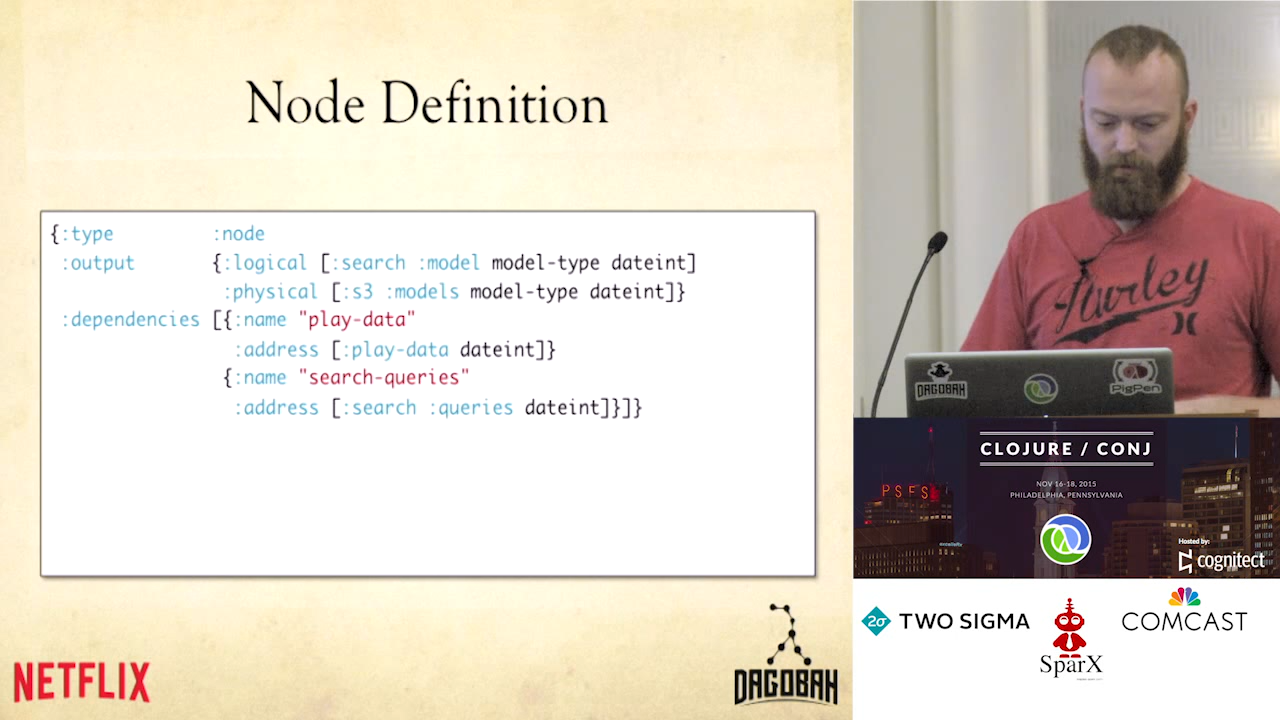 Node Definition
{:type :node
:output {:logical [:search :model model-type dateint]
:physical [:s3 :models model-type dateint]}
:dependencies [{:name "play-data"
:address [:play-data dateint]}
{:name "search-queries"
:address [:search :queries dateint]}]}
NETFLIX
DAGOBAH
Hurley
DAGOBAH
PigPen
CLOJURE / CONJ
NOV 16-18, 2015
PHILADELPHIA, PENNSYLVANIA
PSFS
Hosted by:
cognitect
2σ TWO SIGMA
SparX
COMCAST